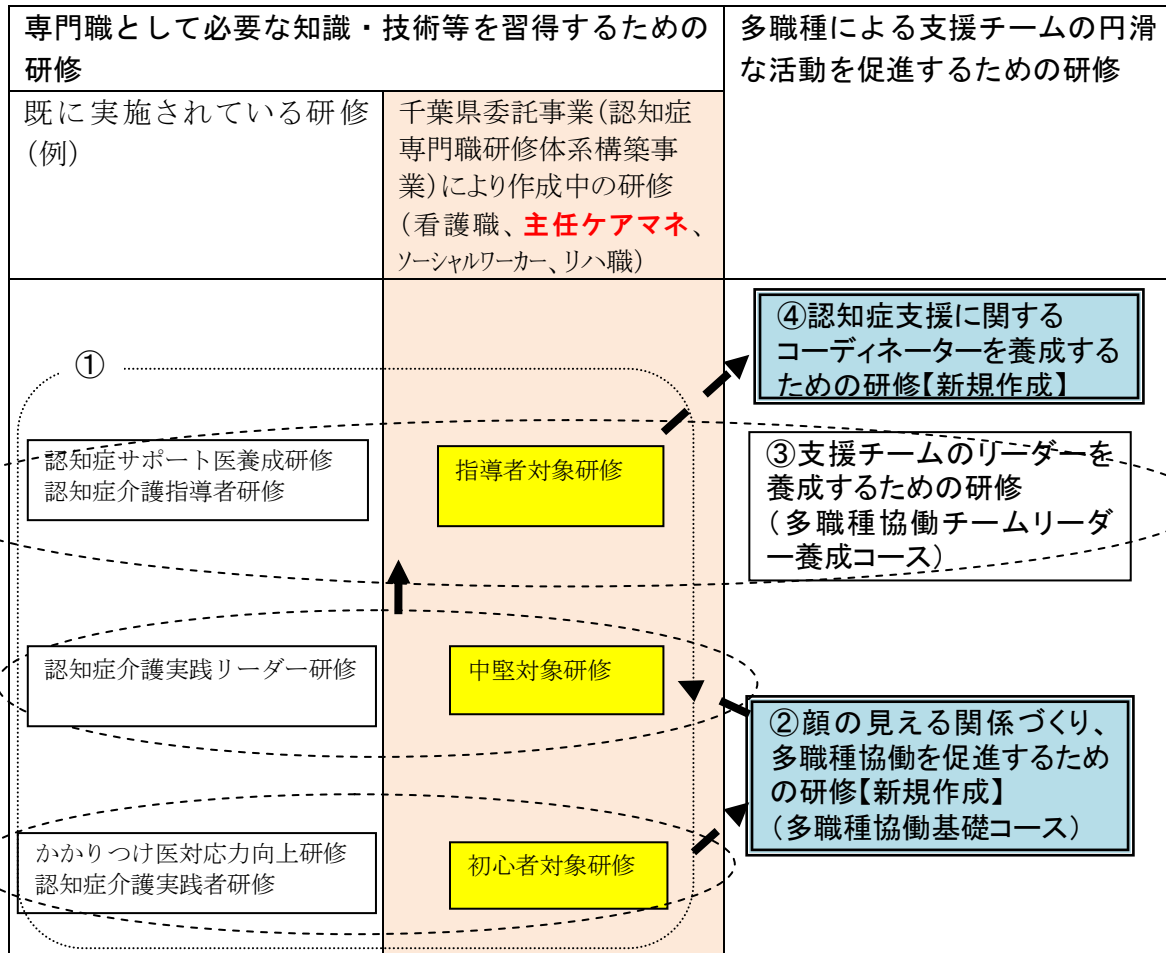 専門職として必要な知識・技術等を習得するための
研修
多職種による支援チームの円滑
な活動を促進するための研修
既に実施されている研修
(例)
千葉県委託事業(認知症
専門職研修体系構築事
業)により作成中の研修
(看護職、主任ケアマネ、
ソーシャルワーカー、リハ職)
①
④認知症支援に関する
コーディネーターを養成する
ための研修【新規作成】
認知症サポート医養成研修
認知症介護指導者研修
指導者対象研修
③支援チームのリーダーを
養成するための研修
(多職種協働チームリーダ
ー養成コース)
認知症介護実践リーダー研修
中堅対象研修
②顔の見える関係づくり、
多職種協働を促進するため
の研修【新規作成】
(多職種協働基礎コース)
かかりつけ医対応力向上研修
認知症介護実践者研修
初心者対象研修